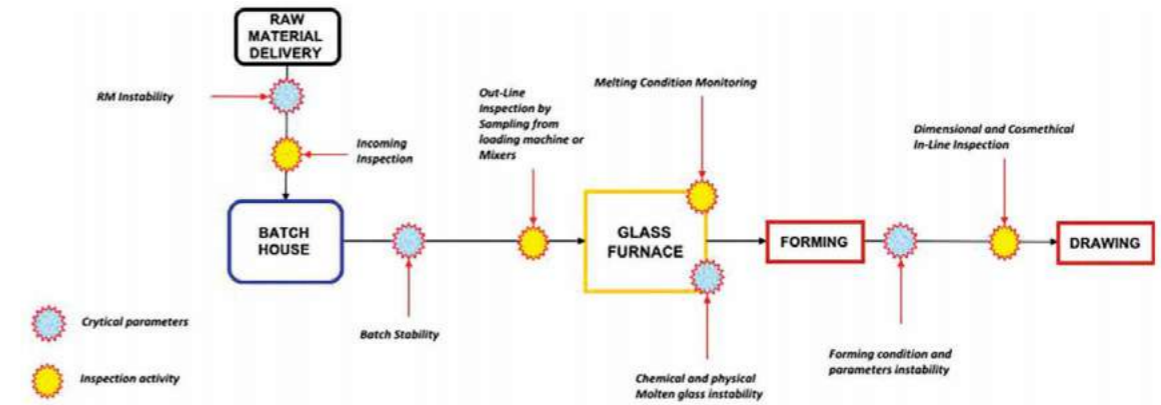 RAW
MATERIAL
DELIVERY
RM Instability
Incoming
Inspection
Out-Line
Inspection by
Sampling from
loading machine or
Mixers
Melting Condition Monitoring
Dimensional and Cosmethical
In-Line Inspection
BATCH
HOUSE
GLASS
FURNACE
FORMING
DRAWING
Crytical parameters
Inspection activity
Batch Stability
Chemical and physical
Molten glass instability
Forming condition and
parameters instability